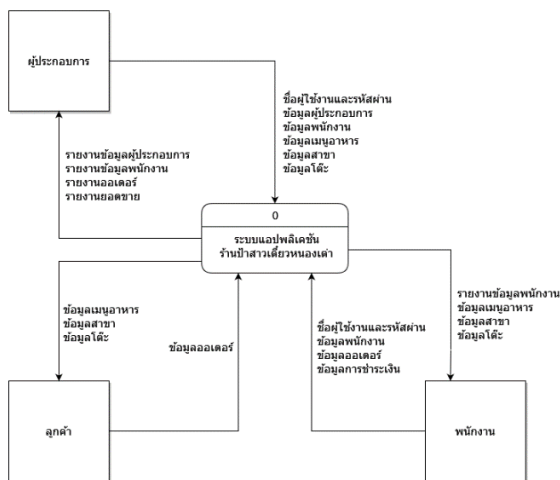 ผู้ประกอบการ
ชื่อผู้ใช้งานและรหัสผ่าน
ข้อมูลผู้ประกอบการ
ข้อมูลพนักงาน
ข้อมูลเมนูอาหาร
ข้อมูลสาขา
ข้อมูลโต๊ะ
รายงานข้อมูลผู้ประกอบการ
รายงานข้อมูลพนักงาน
รายงานออเดอร์
รายงานยอดขาย
0
ระบบแอปพลิเคชัน
ร้านป้าสาวเตี๋ยวหนองเต่า
ข้อมูลเมนูอาหาร
ข้อมูลสาขา
ข้อมูลโต๊ะ
ข้อมูลออเดอร์
ชื่อผู้ใช้งานและรหัสผ่าน
ข้อมูลพนักงาน
ข้อมูลออเดอร์
ข้อมูลการชำระเงิน
รายงานข้อมูลพนักงาน
ข้อมูลเมนูอาหาร
ข้อมูลสาขา
ข้อมูลโต๊ะ
ลูกค้า
พนักงาน